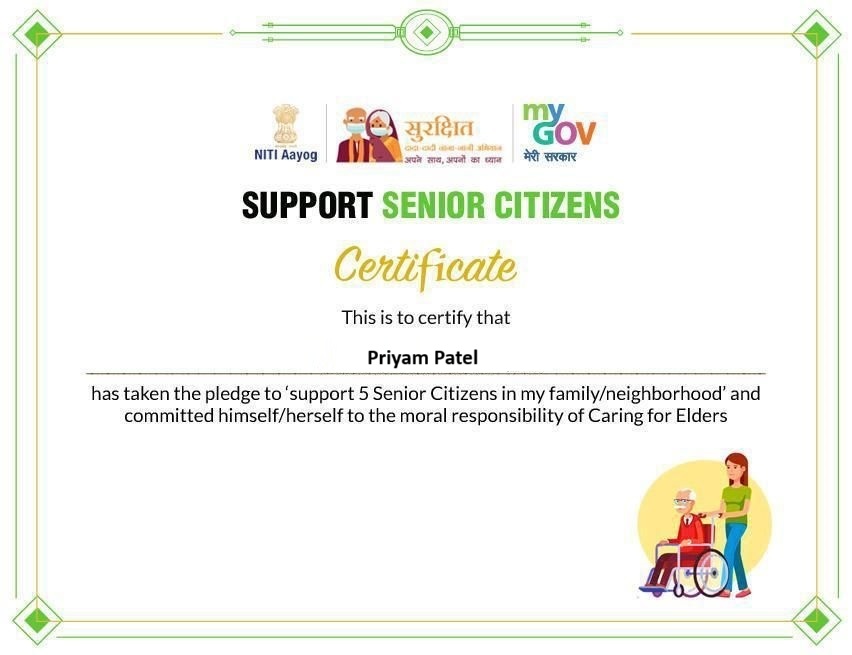 NITI Aayog
सुरक्षित
दादा-दादी नाना-नानी अभियान
अपने साथ, अपनों का ध्यान
my
GOV
मेरी सरकार
SUPPORT SENIOR CITIZENS
Certificate
This is to certify that
Priyam Patel
has taken the pledge to ‘support 5 Senior Citizens in my family/neighborhood’ and
committed himself/herself to the moral responsibility of Caring for Elders